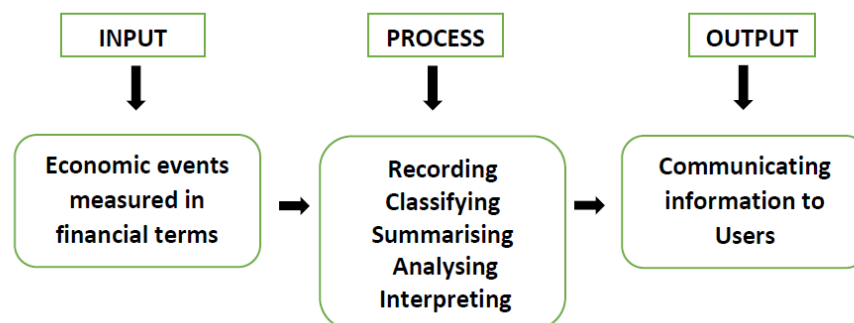 INPUT
PROCESS
OUTPUT
Economic events
measured in
financial terms
Recording
Classifying
Summarising
Analysing
Interpreting
Communicating
information to
Users